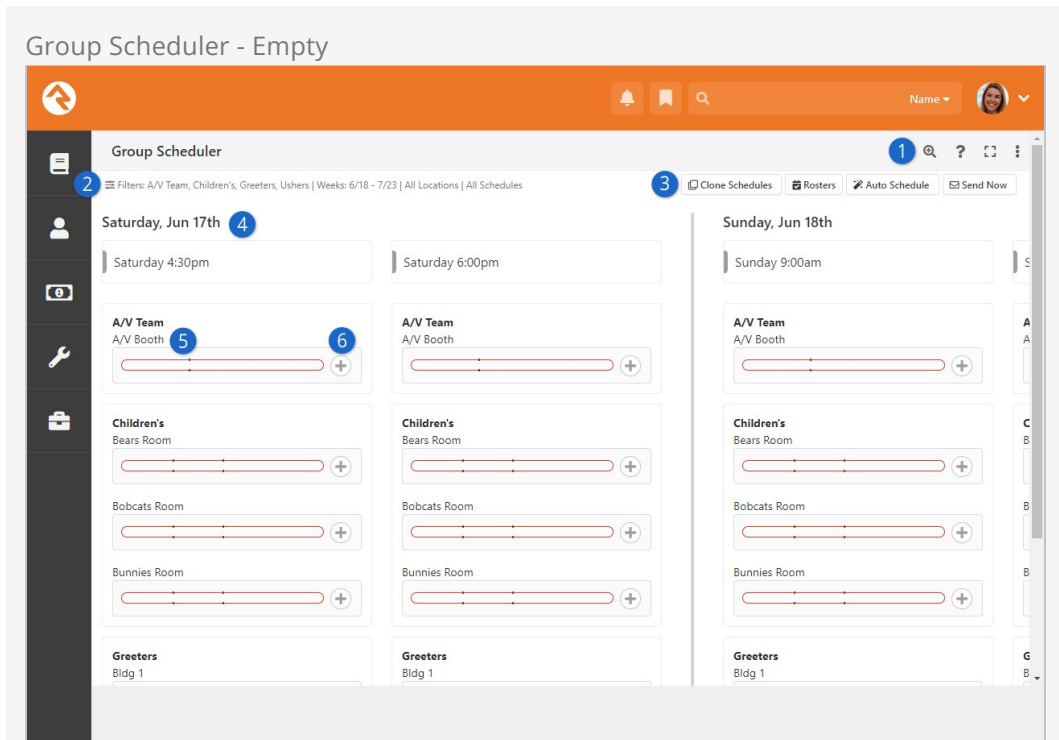 Group Scheduler - Empty
Name
Group Scheduler
1
?
2
Filters: A/V Team, Children's, Greeters, Ushers | Weeks: 6/18 - 7/23 | All Locations | All Schedules
3
Clone Schedules
Rosters
Auto Schedule
Send Now
Saturday, Jun 17th
4
Sunday, Jun 18th
Saturday 4:30pm
Saturday 6:00pm
Sunday 9:00am
S
A/V Team
A/V Booth
5
6
A/V Team
A/V Booth
A/V Team
A/V Booth
A
A
Children's
Bears Room
Bobcats Room
Bunnies Room
Children's
Bears Room
Bobcats Room
Bunnies Room
Children's
Bears Room
Bobcats Room
Bunnies Room
C
B
B
B
Greeters
Bldg 1
Greeters
Bldg 1
Greeters
Bldg 1
G
B